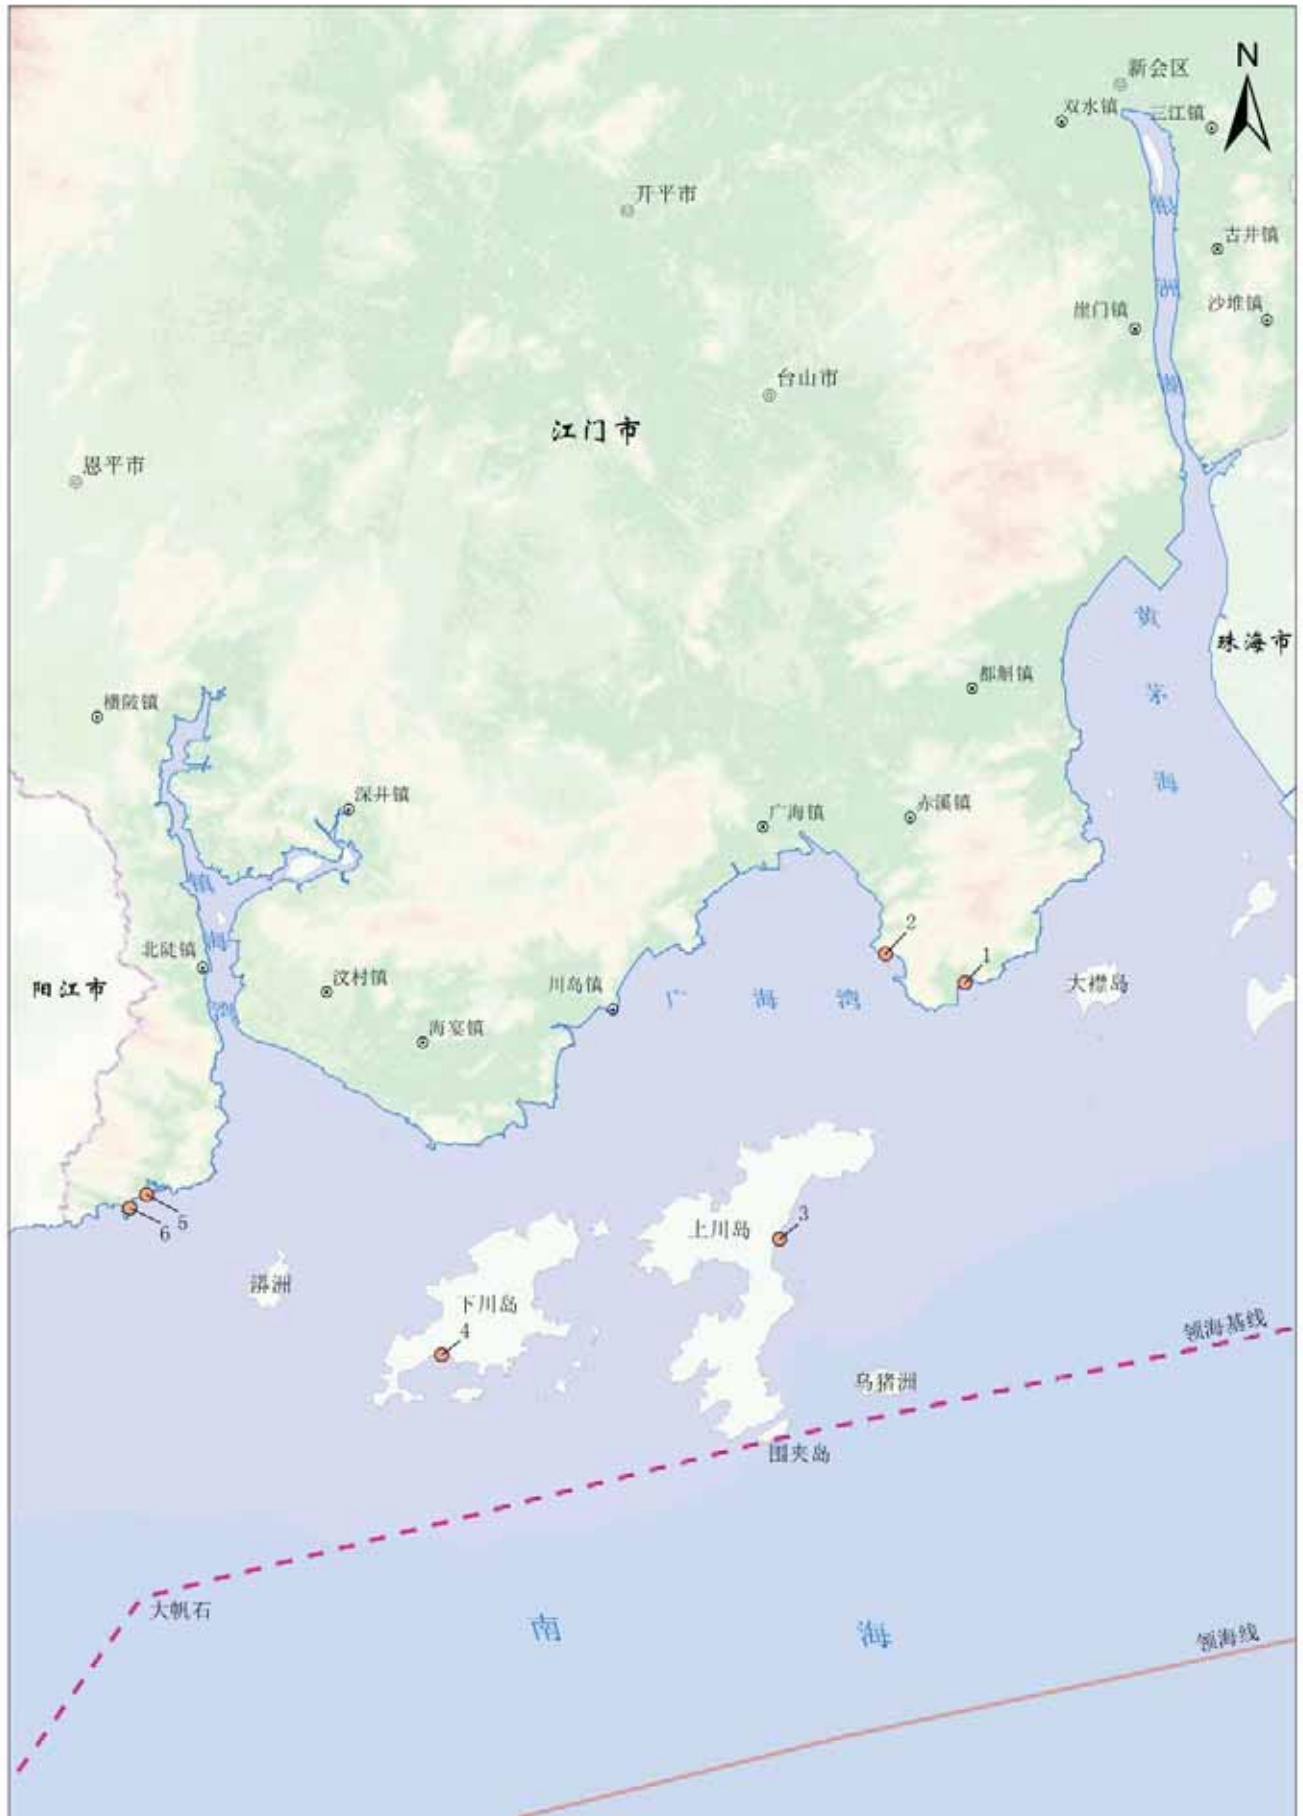 N
新会区
双水镇
三江镇
开平市
银
洲
湖
古井镇
崖门镇
沙堆镇
台山市
江门市
恩平市
黄
茅
海
珠海市
都斛镇
横陂镇
深井镇
广海镇
赤溪镇
镇
海
湾
北陡镇
汶村镇
川岛镇
海宴镇
阳江市
广
海
湾
2
1
大襟岛
上川岛
3
5
6
漭洲
下川岛
4
乌猪洲
领海基线
围夹岛
大帆石
南
海
领海线